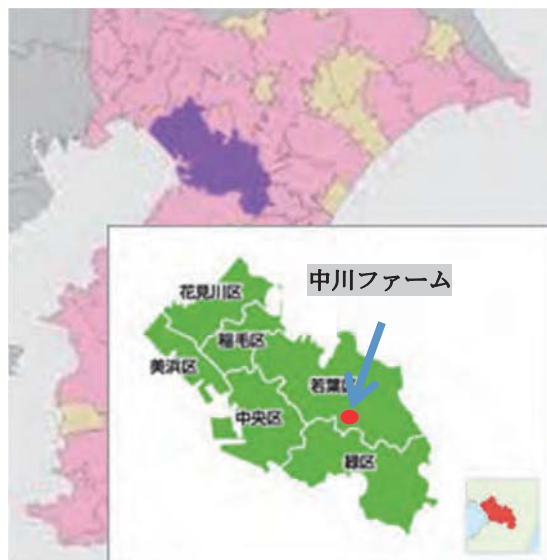 中川ファーム
花見川区
稲毛区
美浜区
若葉区
中央区
緑区